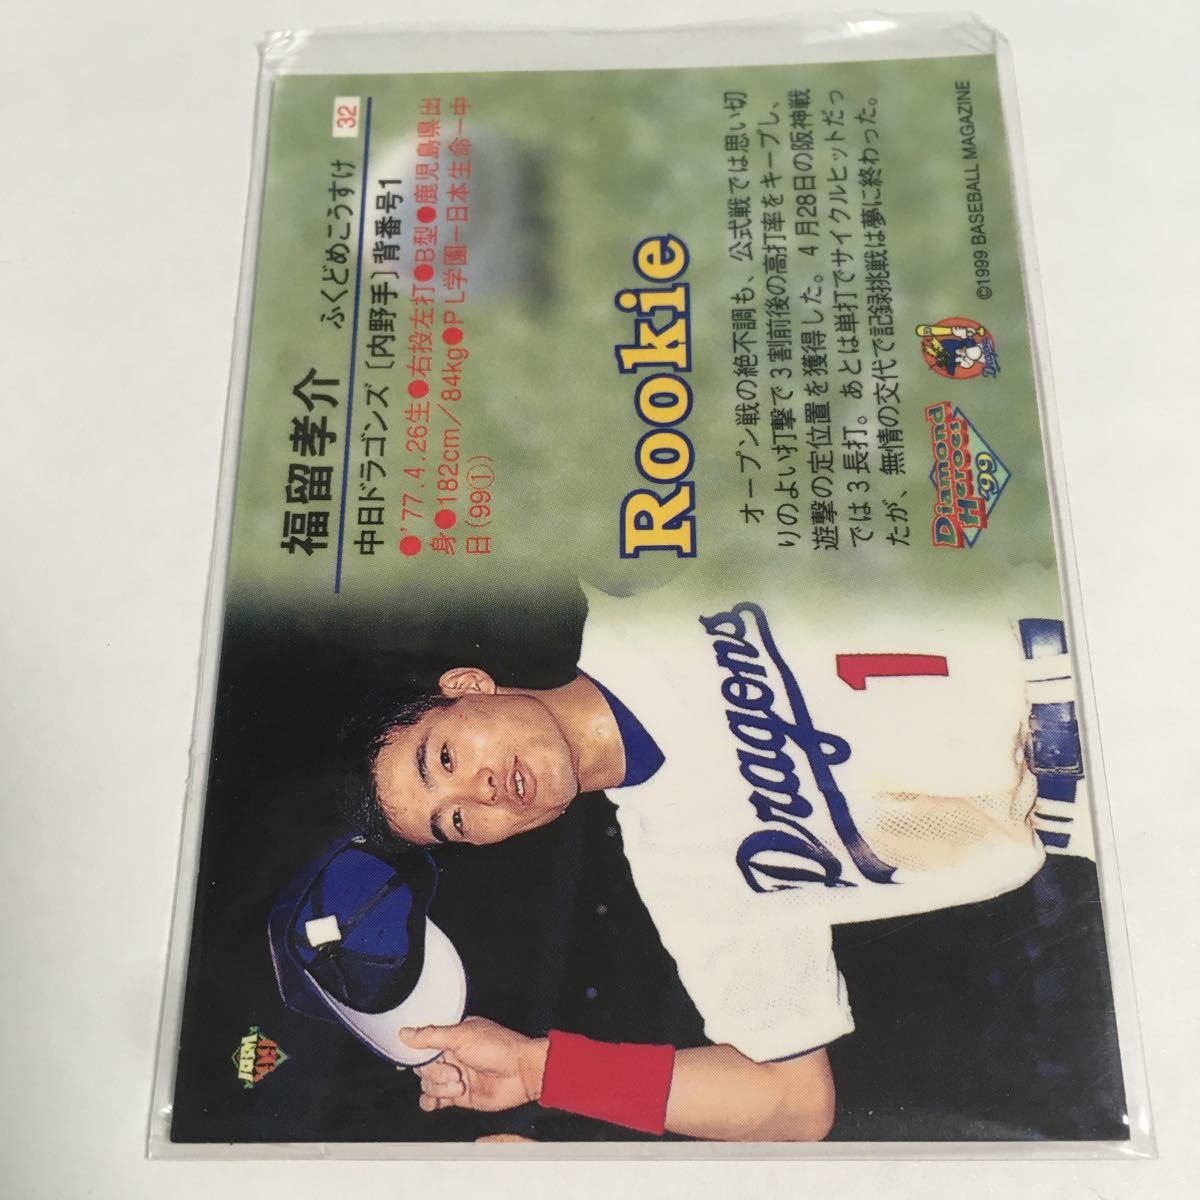 32
ふくどめこうすけ
福留孝介
中日ドラゴンズ〔内野手〕背番号1
●'77.4.26生●右投左打●B型●鹿児島県出
身●182cm／84kg●PL学園ー日本生命ー中
日(99①)
Rookie
オープン戦の絶不調も、公式戦では思い切
りのよい打撃で3割前後の高打率をキープし、
遊撃の定位置を獲得した。4月28日の阪神戦
では3長打。あとは単打でサイクルヒットだっ
たが、無情の交代で記録挑戦は夢に終わった。
Diamond
Heroes
'99
Dragons
©1999 BASEBALL MAGAZINE
Dragons
1
BBM
'99